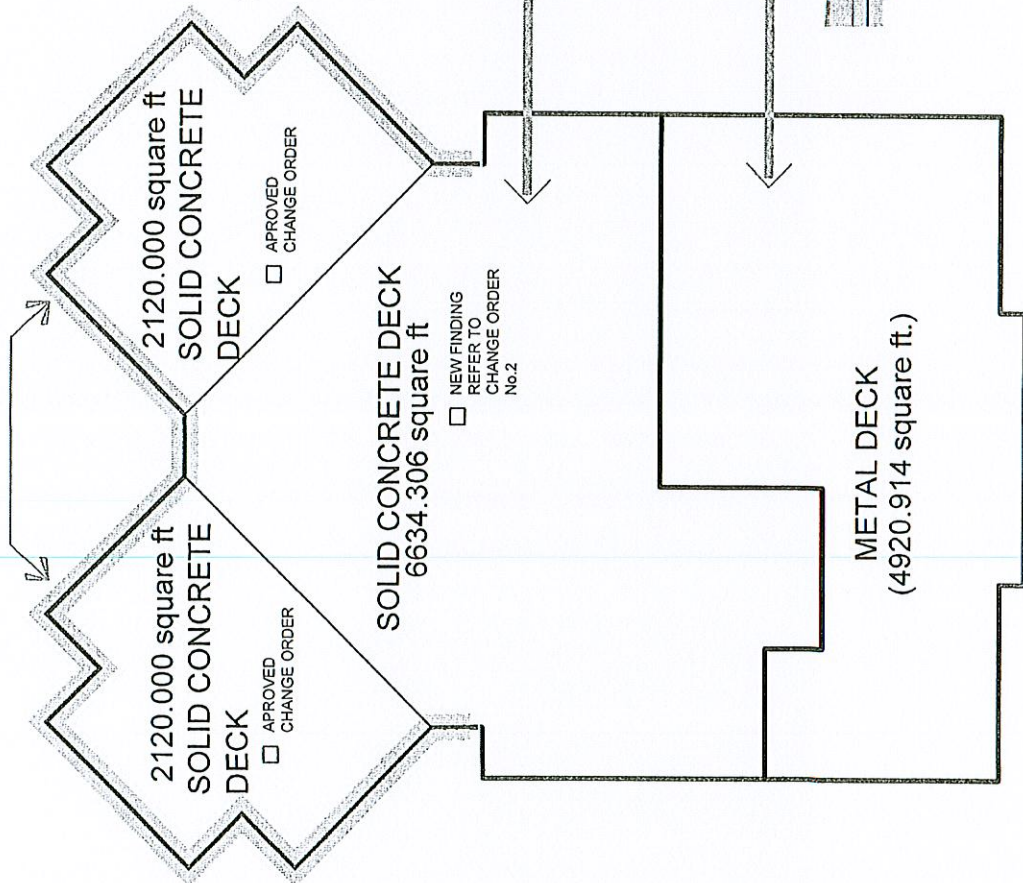 2120.000 square ft
SOLID CONCRETE
DECK
APROVED
CHANGE ORDER
2120.000 square ft
SOLID CONCRETE
DECK
APROVED
CHANGE ORDER
SOLID CONCRETE DECK
6634.306 square ft
NEW FINDING
REFER TO
CHANGE ORDER
No.2
METAL DECK
(4920.914 square ft.)